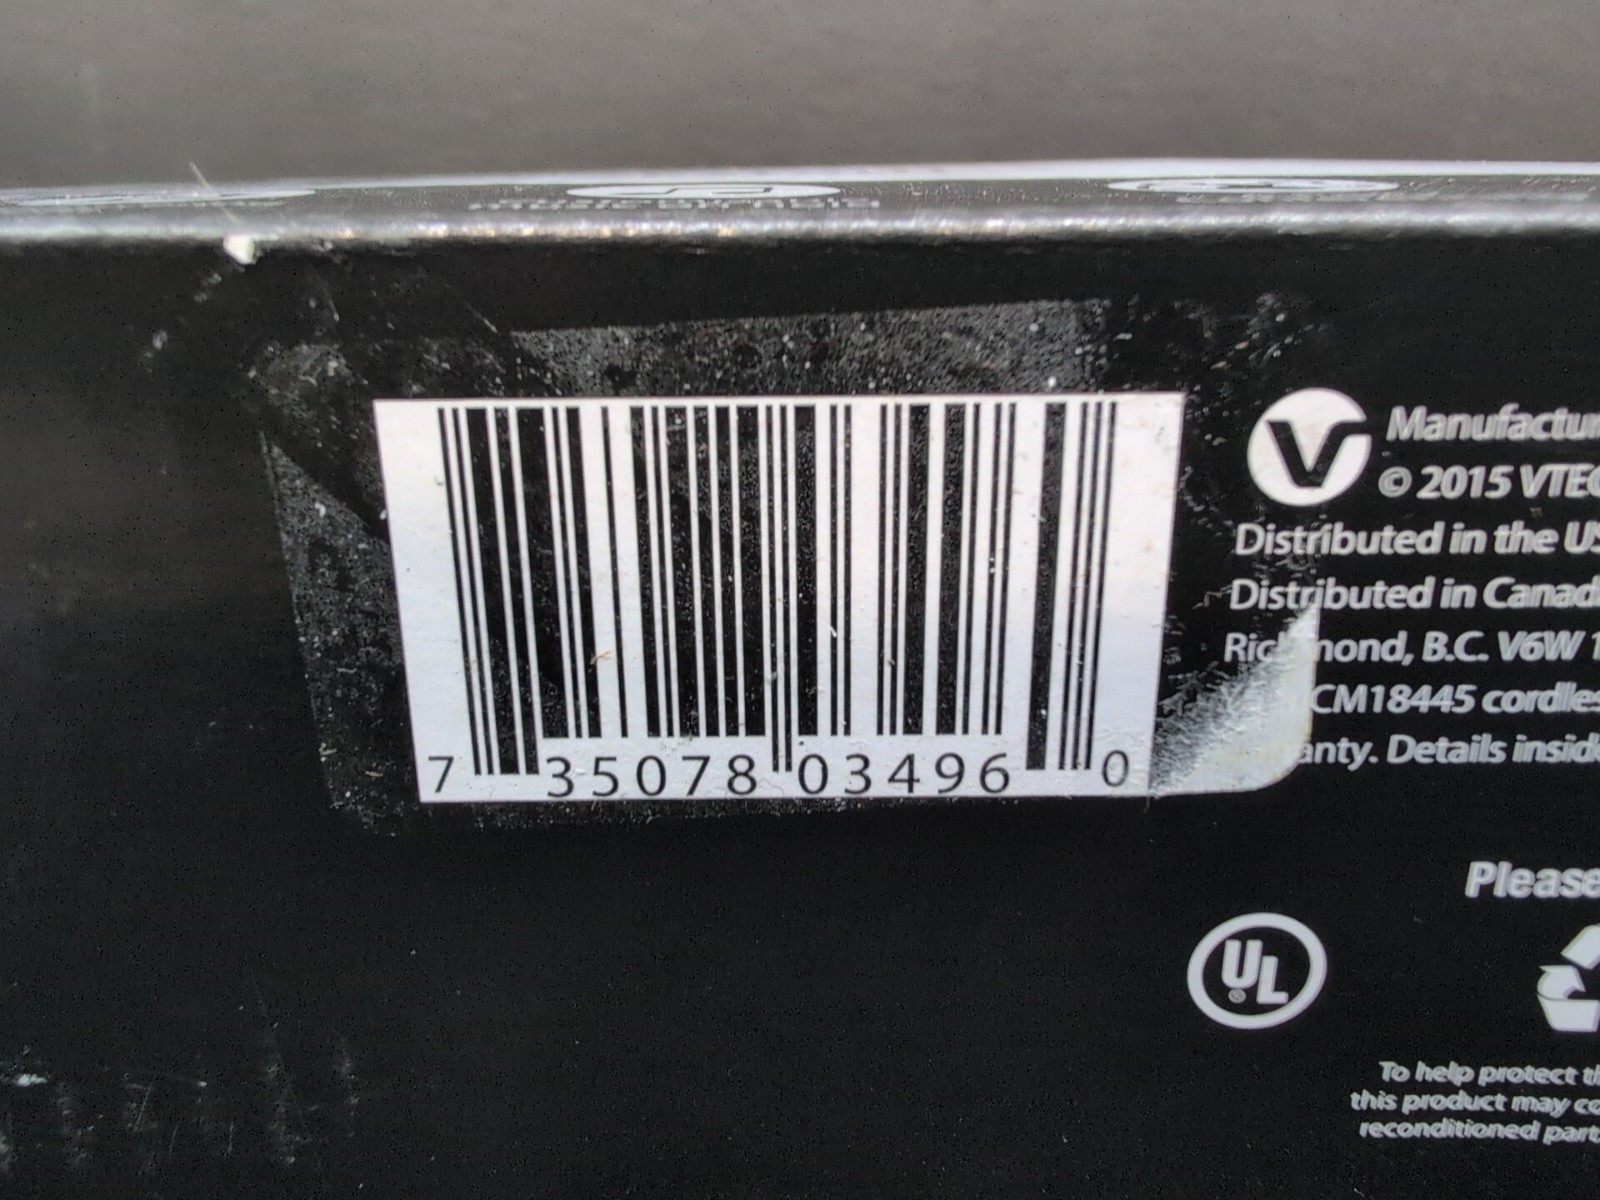 Manufactur
© 2015 VTEC
Distributed in the US
Distributed in Canad
Richmond, B.C. V6W 1
CM18445 cordles
anty. Details insid
7 35078 03496 0
Please
UL
To help protect th
this product may co
reconditioned part